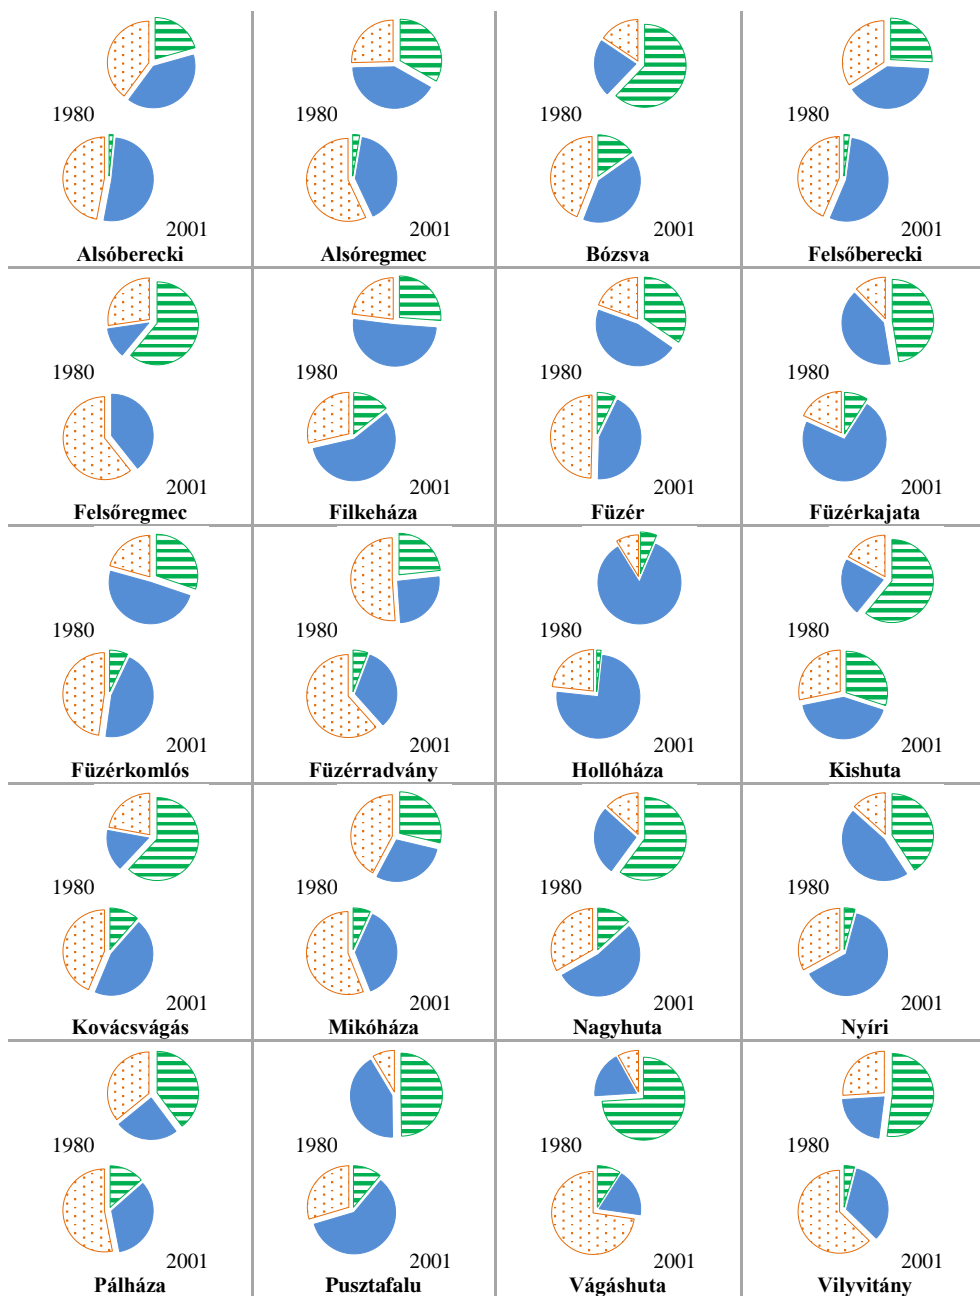 1980
2001
Alsóberecki
1980
2001
Alsóregmec
1980
2001
Bózsva
1980
2001
Felsőberecki
1980
2001
Felsőregmec
1980
2001
Filkeháza
1980
2001
Füzér
1980
2001
Füzérkajata
1980
2001
Füzérkomlós
1980
2001
Füzérradvány
1980
2001
Hollóháza
1980
2001
Kishuta
1980
2001
Kovácsvágás
1980
2001
Mikóháza
1980
2001
Nagyhuta
1980
2001
Nyíri
1980
2001
Pálháza
1980
2001
Pusztafalu
1980
2001
Vágáshuta
1980
2001
Vilyvitány